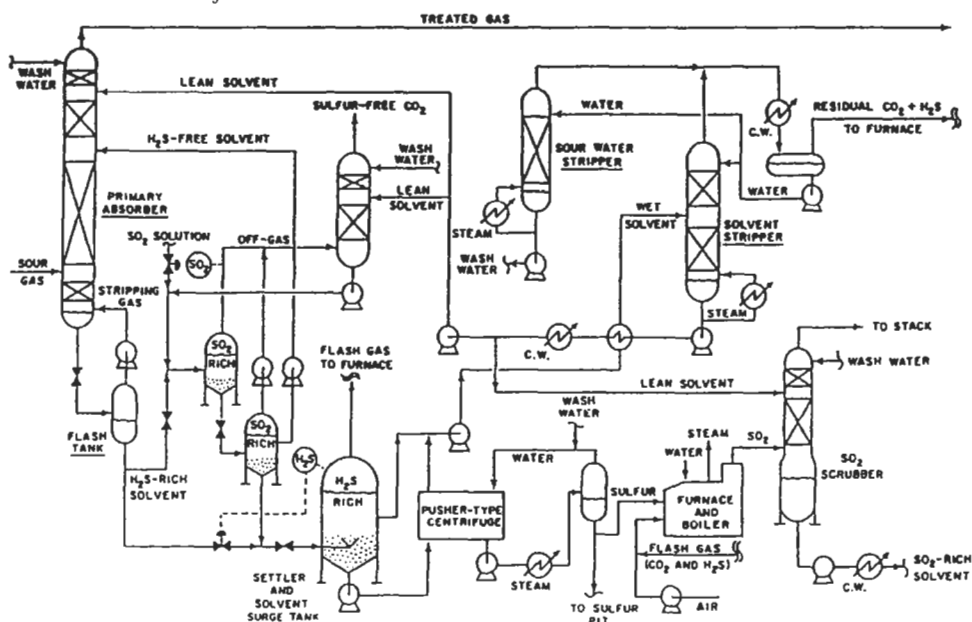 TREATED GAS
WASH
WATER
LEAN SOLVENT
SULFUR-FREE CO2
H2S-FREE SOLVENT
WASH
WATER
LEAN
SOLVENT
PRIMARY
ABSORBER
SO2 SOLUTION
OFF-GAS
SO2
SOUR
GAS
STRIPPING
GAS
SO2
RICH
SO2
RICH
FLASH
TANK
H2S-RICH
SOLVENT
FLASH GAS
TO FURNACE
H2S
H2S
RICH
SETTLER
AND
SOLVENT
SURGE TANK
WATER
SOUR WATER
STRIPPER
STEAM
WASH
WATER
C.W.
RESIDUAL CO2 + H2S
TO FURNACE
WATER
WET
SOLVENT
SOLVENT
STRIPPER
STEAM
C.W.
LEAN SOLVENT
WASH
WATER
WATER
PUSHER-TYPE
CENTRIFUGE
STEAM
SULFUR
TO SULFUR
PIT
STEAM
WATER
FURNACE
AND
BOILER
SO2
FLASH GAS
(CO2 AND H2S)
AIR
TO STACK
WASH WATER
SO2
SCRUBBER
SO2-RICH
SOLVENT
C.W.